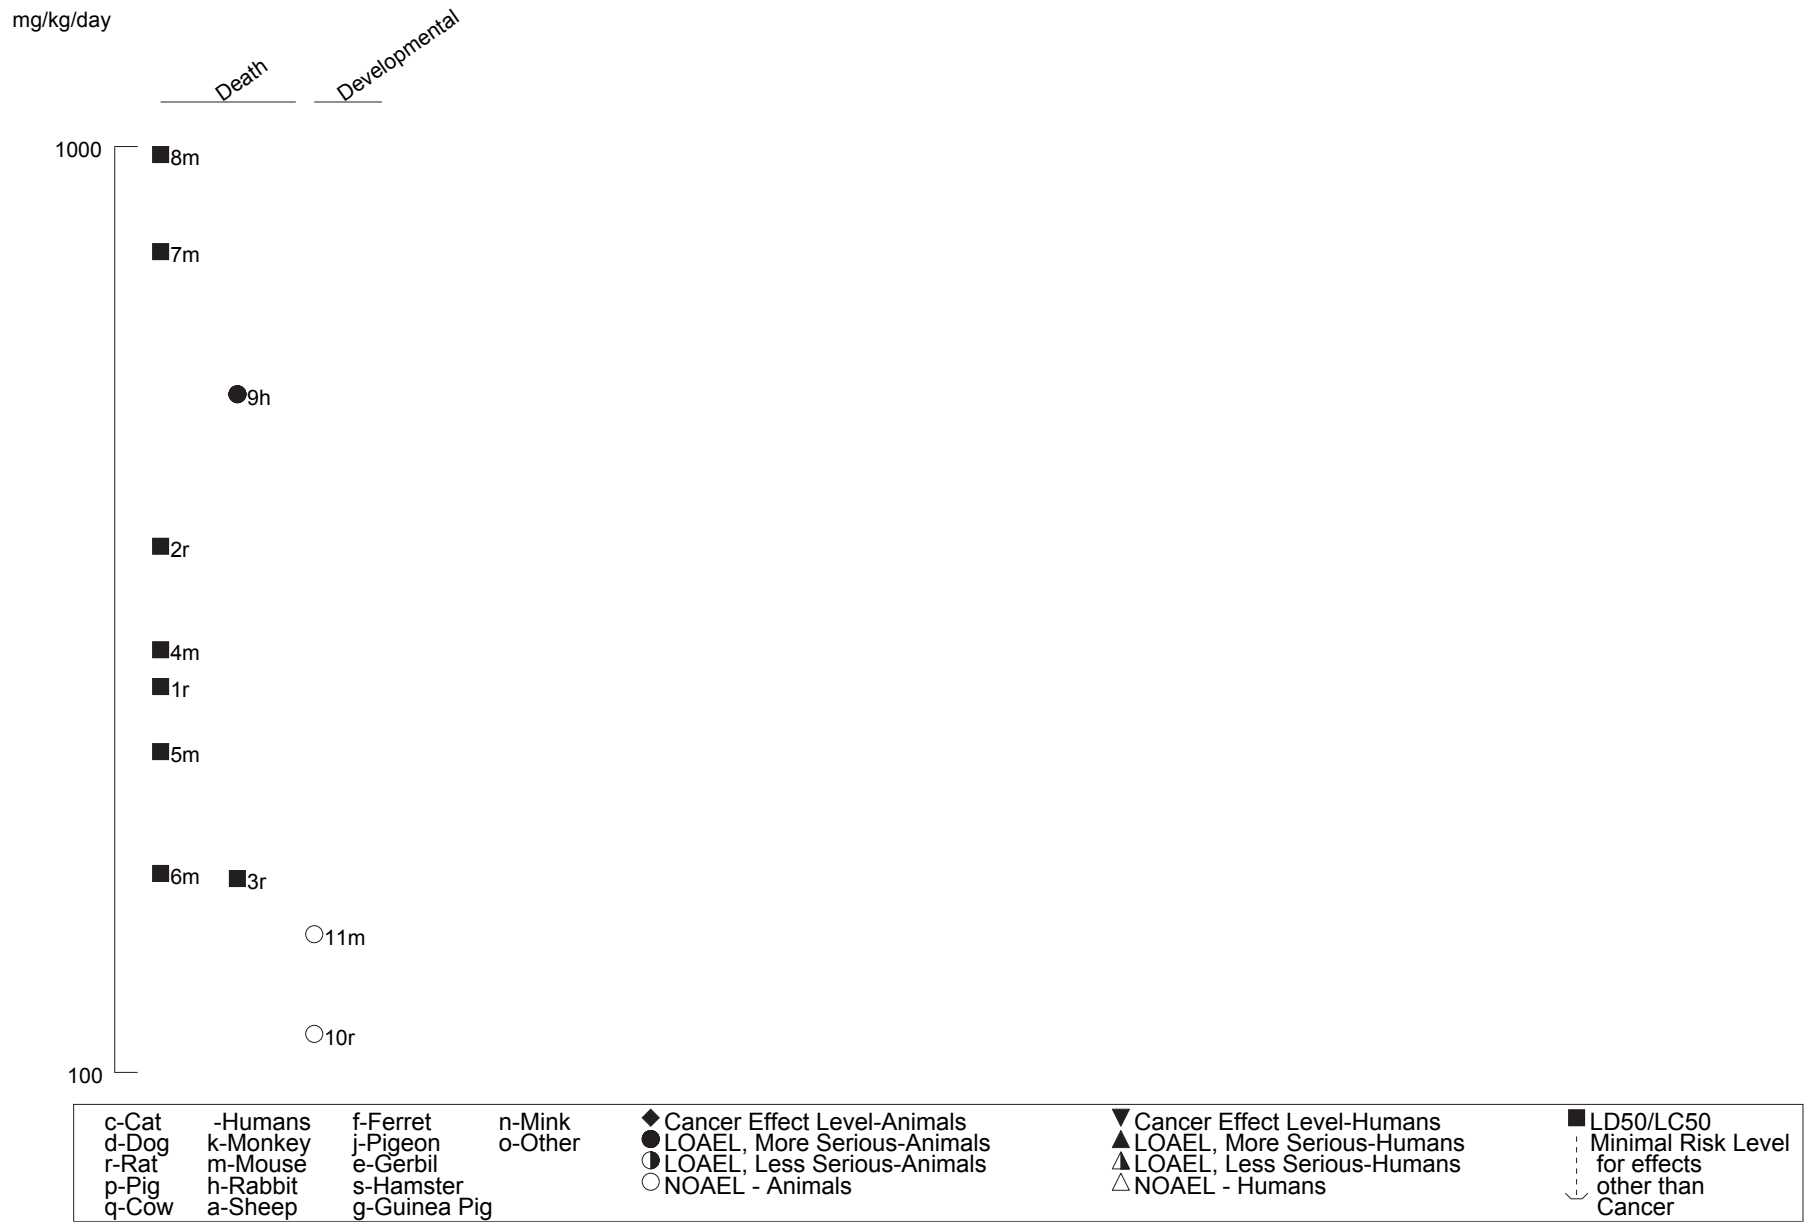 mg/kg/day
Death
Developmental
1000
8m
7m
9h
2r
4m
1r
5m
6m
3r
11m
10r
100
c-Cat -Humans f-Ferret n-Mink
d-Dog k-Monkey j-Pigeon o-Other
r-Rat m-Mouse e-Gerbil
p-Pig h-Rabbit s-Hamster
q-Cow a-Sheep g-Guinea Pig
Cancer Effect Level-Animals
LOAEL, More Serious-Animals
LOAEL, Less Serious-Animals
NOAEL - Animals
Cancer Effect Level-Humans
LOAEL, More Serious-Humans
LOAEL, Less Serious-Humans
NOAEL - Humans
LD50/LC50
Minimal Risk Level
for effects
other than
Cancer